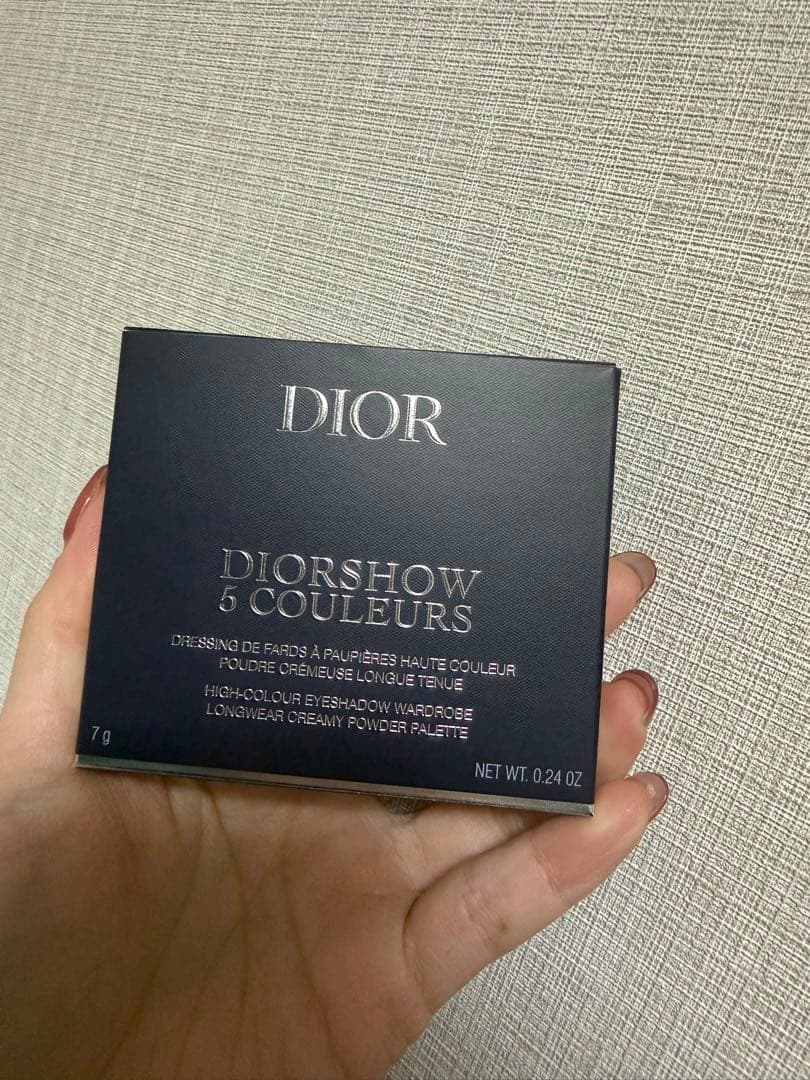 DIOR
DIORSHOW
5 COULEURS
DRESSING DE FARDS À PAUPIÈRES HAUTE COULEUR
POUDRE CRÉMEUSE LONGUE TENUE
HIGH-COLOUR EYESHADOW WARDROBE
LONGWEAR CREAMY POWDER PALETTE
7 g
NET WT. 0.24 OZ